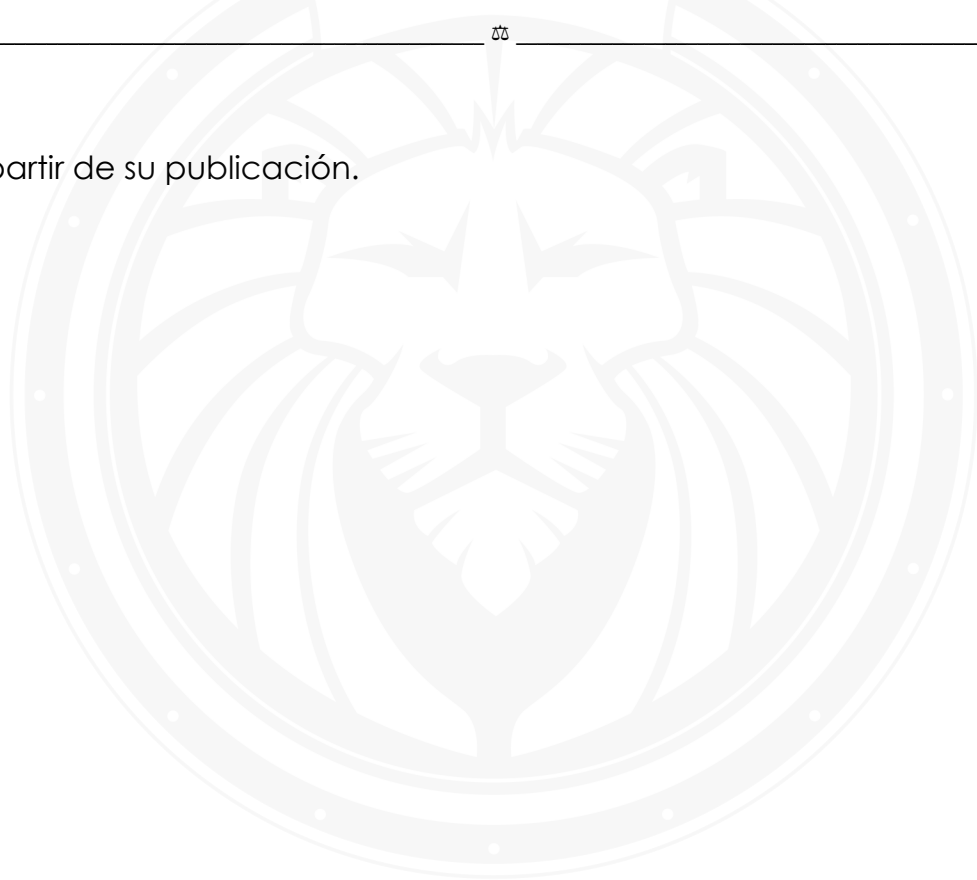 ⚖
partir de su publicación.